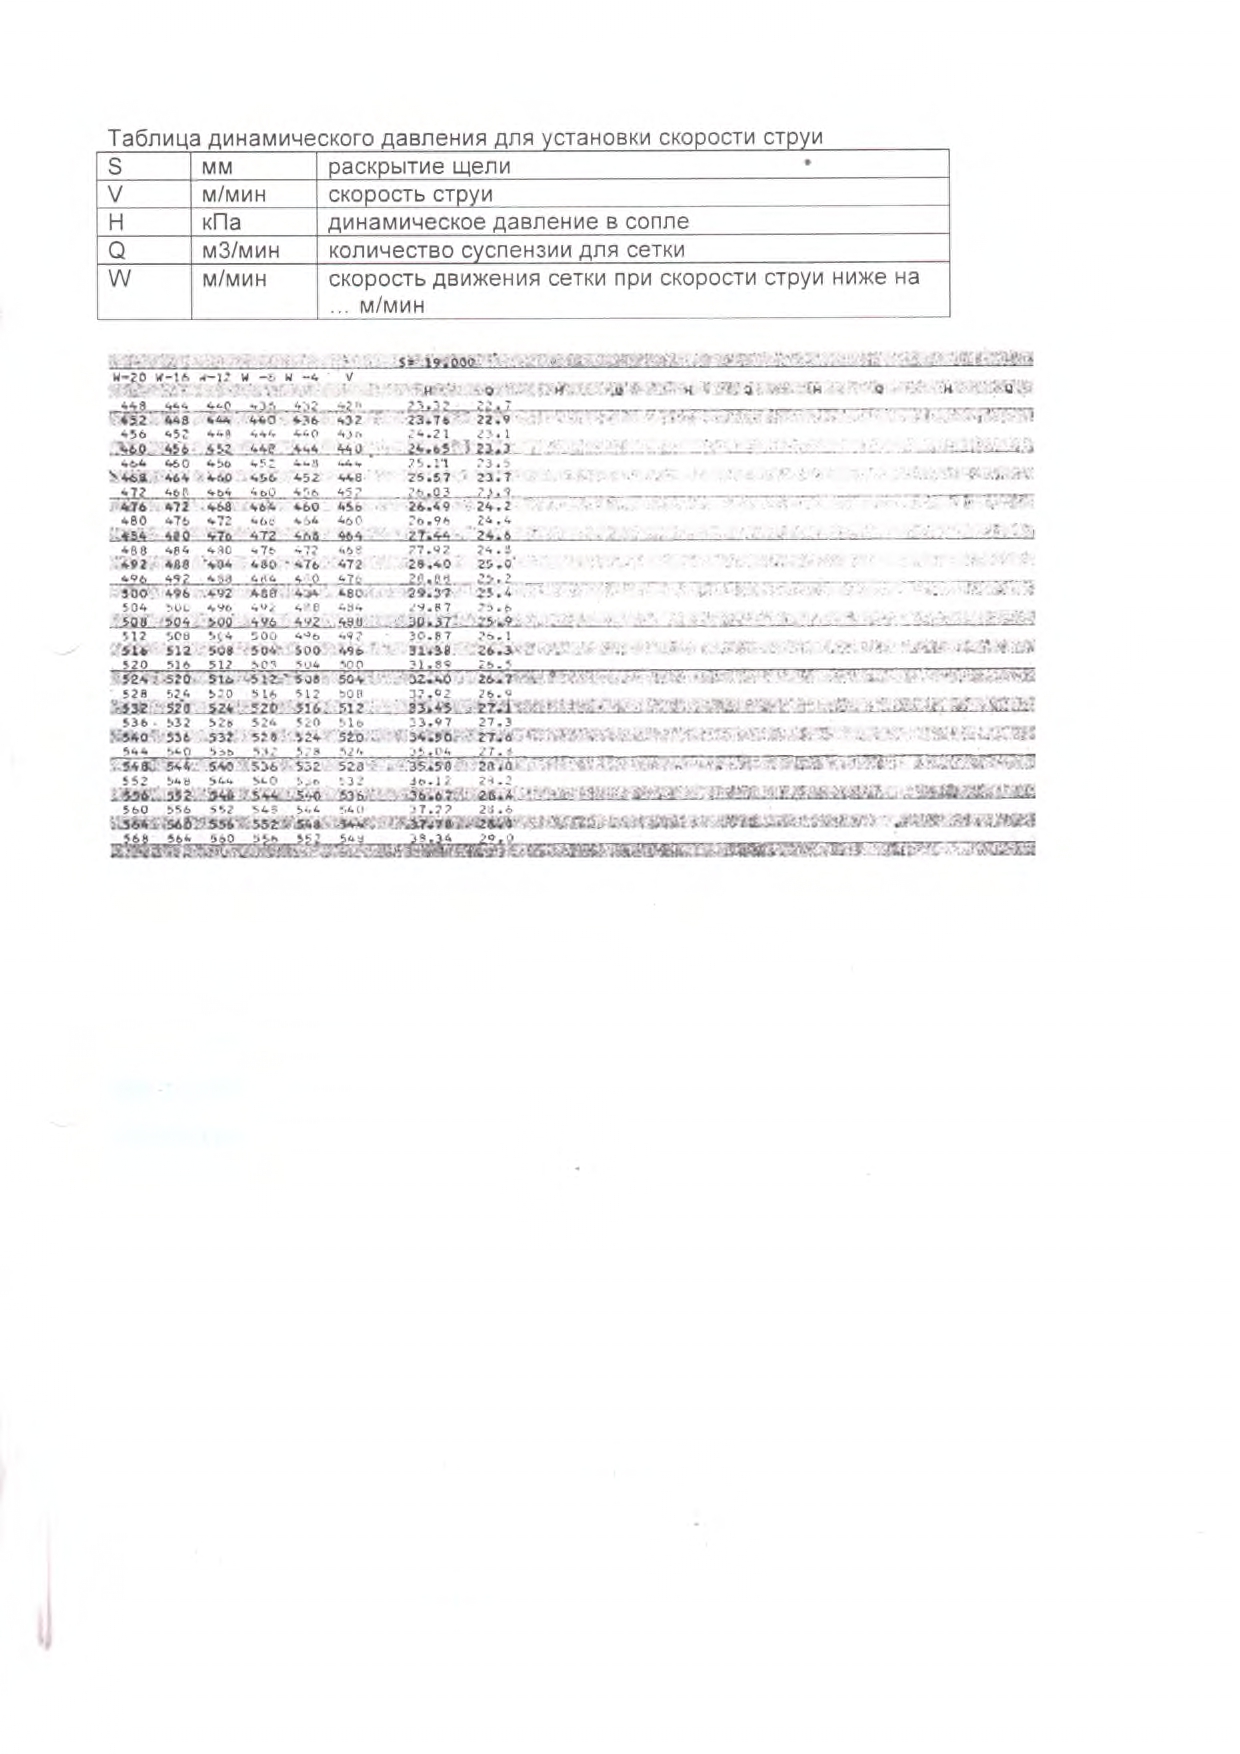 Таблица динамического давления для установки скорости струи
S мм раскрытие щели
V м/мин скорость струи
H кПа динамическое давление в сопле
Q м3/мин количество суспензии для сетки
W м/мин скорость движения сетки при скорости струи ниже на
... м/мин
S= 19.000
W-20 W-16 W-12 W -8 W -4 V
H Q H Q H Q H Q H Q H Q
448 444 440 436 432 428 23.32 22.7
452 448 444 440 436 432 23.76 22.9
456 452 448 444 440 436 24.21 23.1
460 456 452 448 444 440 24.65 23.3
464 460 456 452 448 444 25.11 23.5
468 464 460 456 452 448 25.57 23.7
472 468 464 460 456 452 26.03 23.9
476 472 468 464 460 456 26.49 24.2
480 476 472 468 464 460 26.96 24.4
484 480 476 472 468 464 27.44 24.6
488 484 480 476 472 468 27.92 24.8
492 488 484 480 476 472 28.40 25.0
496 492 488 484 480 476 28.88 25.2
500 496 492 488 484 480 29.37 25.4
504 500 496 492 488 484 29.87 25.6
508 504 500 496 492 488 30.37 25.9
512 508 504 500 496 492 30.87 26.1
516 512 508 504 500 496 31.38 26.3
520 516 512 508 504 500 31.89 26.5
524 520 516 512 508 504 32.40 26.7
528 524 520 516 512 508 32.92 26.9
532 528 524 520 516 512 33.45 27.1
536 532 528 524 520 516 33.97 27.3
540 536 532 528 524 520 34.50 27.6
544 540 536 532 528 524 35.04 27.8
548 544 540 536 532 528 35.58 28.0
552 548 544 540 536 532 36.12 28.2
556 552 548 544 540 536 36.67 28.4
560 556 552 548 544 540 37.22 28.6
564 560 556 552 548 544 37.78
568 564 560 556 552 548 38.34 29.0